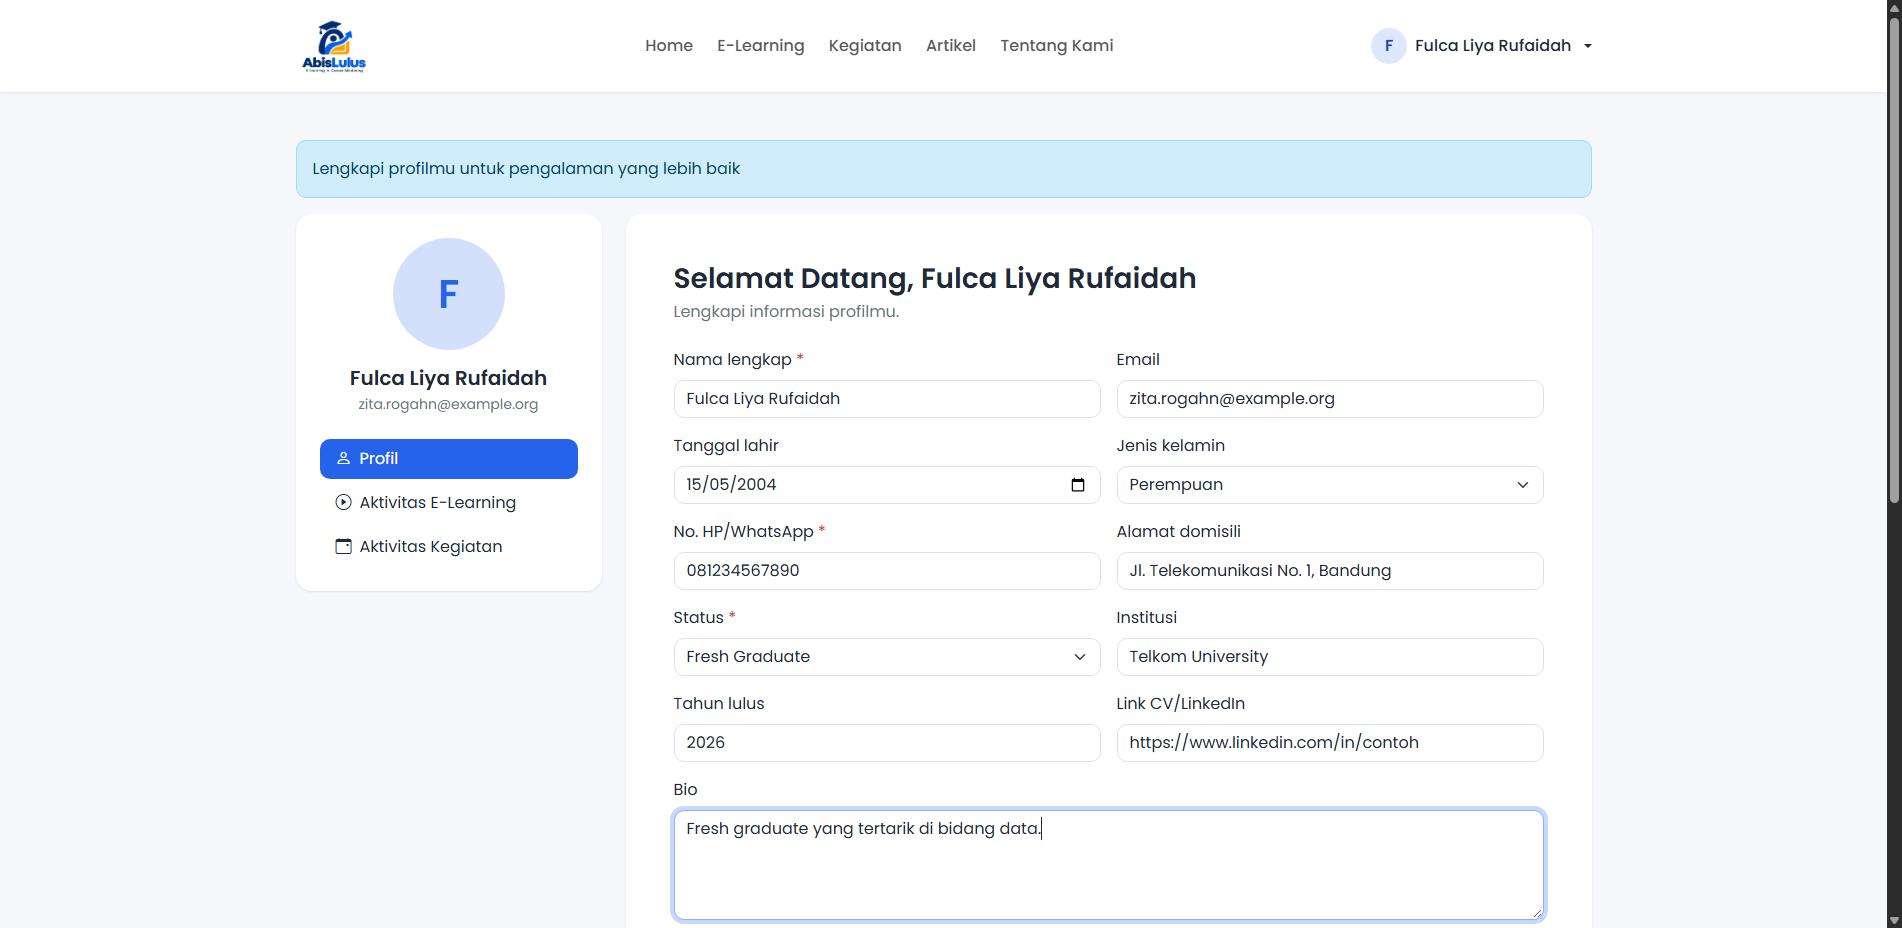 AbisLulus
Home
E-Learning
Kegiatan
Artikel
Tentang Kami
F
Fulca Liya Rufaidah
Lengkapi profilmu untuk pengalaman yang lebih baik
F
Fulca Liya Rufaidah
zita.rogahn@example.org
Profil
Aktivitas E-Learning
Aktivitas Kegiatan
Selamat Datang, Fulca Liya Rufaidah
Lengkapi informasi profilmu.
Nama lengkap *
Fulca Liya Rufaidah
Email
zita.rogahn@example.org
Tanggal lahir
15/05/2004
Jenis kelamin
Perempuan
No. HP/WhatsApp *
081234567890
Alamat domisili
Jl. Telekomunikasi No. 1, Bandung
Status *
Fresh Graduate
Institusi
Telkom University
Tahun lulus
2026
Link CV/LinkedIn
https://www.linkedin.com/in/contoh
Bio
Fresh graduate yang tertarik di bidang data.